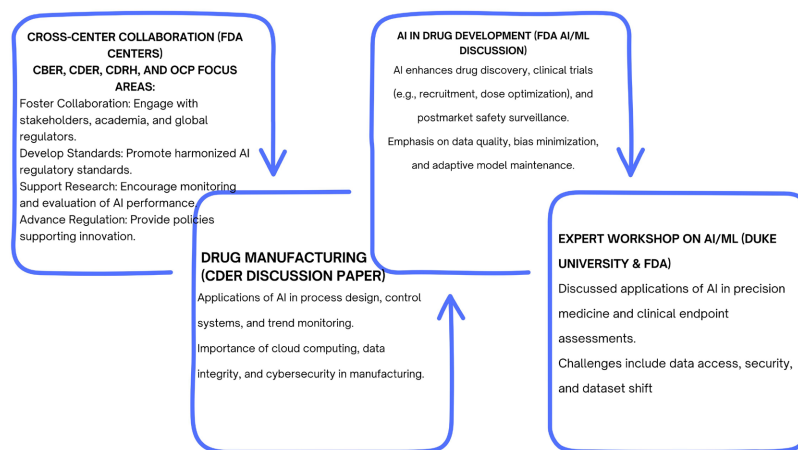 CROSS-CENTER COLLABORATION (FDA
CENTERS)
CBER, CDER, CDRH, AND OCP FOCUS
AREAS:
Foster Collaboration: Engage with
stakeholders, academia, and global
regulators.
Develop Standards: Promote harmonized AI
regulatory standards.
Support Research: Encourage monitoring
and evaluation of AI performance.
Advance Regulation: Provide policies
supporting innovation.
DRUG MANUFACTURING
(CDER DISCUSSION PAPER)
Applications of AI in process design, control
systems, and trend monitoring.
Importance of cloud computing, data
integrity, and cybersecurity in manufacturing.
AI IN DRUG DEVELOPMENT (FDA AI/ML
DISCUSSION)
AI enhances drug discovery, clinical trials
(e.g., recruitment, dose optimization), and
postmarket safety surveillance.
Emphasis on data quality, bias minimization,
and adaptive model maintenance.
EXPERT WORKSHOP ON AI/ML (DUKE
UNIVERSITY & FDA)
Discussed applications of AI in precision
medicine and clinical endpoint
assessments.
Challenges include data access, security,
and dataset shift